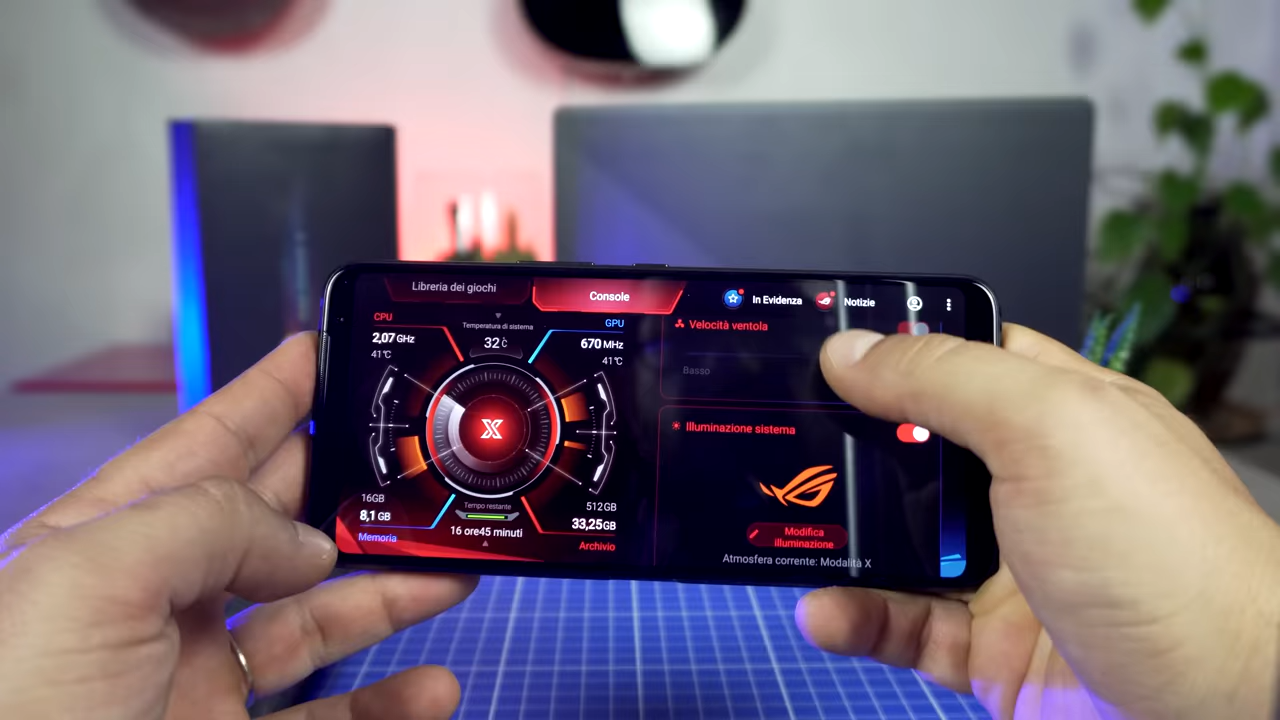 Libreria dei giochi
Console
In Evidenza
Notizie
CPU
2,07 GHz
41°C
Temperatura di sistema
32°C
GPU
670 MHz
41°C
X
16GB
8,1 GB
Memoria
Tempo restante
16 ore45 minuti
512GB
33,25GB
Archivio
Velocità ventola
Basso
Illuminazione sistema
Modifica
illuminazione
Atmosfera corrente: Modalità X